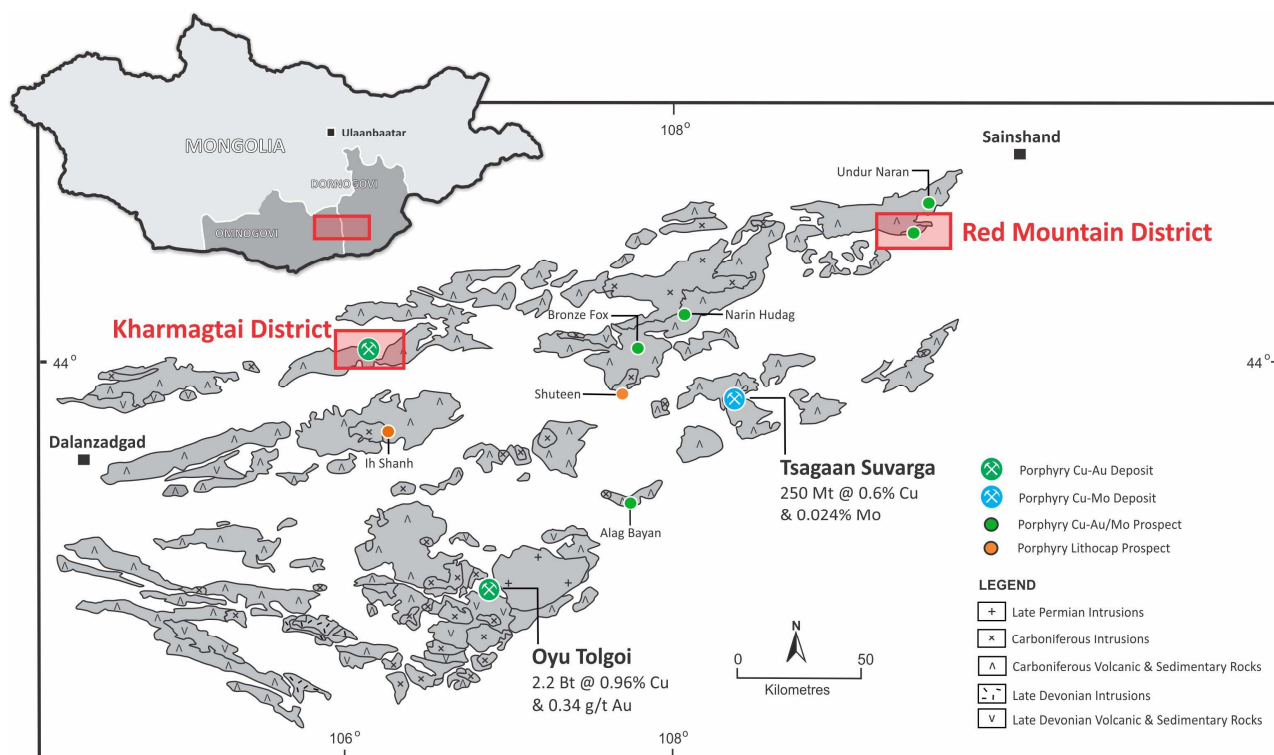 MONGOLIA
Ulaanbaatar
DORNOGOVI
OMNOGOVI
108°
Sainshand
Undur Naran
Red Mountain District
Bronze Fox
Narin Hudag
Kharmagtai District
44°
44°
Shuteen
Dalanzadgad
Ih Shanh
Tsagaan Suvarga
250 Mt @ 0.6% Cu
& 0.024% Mo
Alag Bayan
Oyu Tolgoi
2.2 Bt @ 0.96% Cu
& 0.34 g/t Au
N
0 50
Kilometres
106°
108°
Porphyry Cu-Au Deposit
Porphyry Cu-Mo Deposit
Porphyry Cu-Au/Mo Prospect
Porphyry Lithocap Prospect
LEGEND
+ Late Permian Intrusions
× Carboniferous Intrusions
^ Carboniferous Volcanic & Sedimentary Rocks
Late Devonian Intrusions
v Late Devonian Volcanic & Sedimentary Rocks